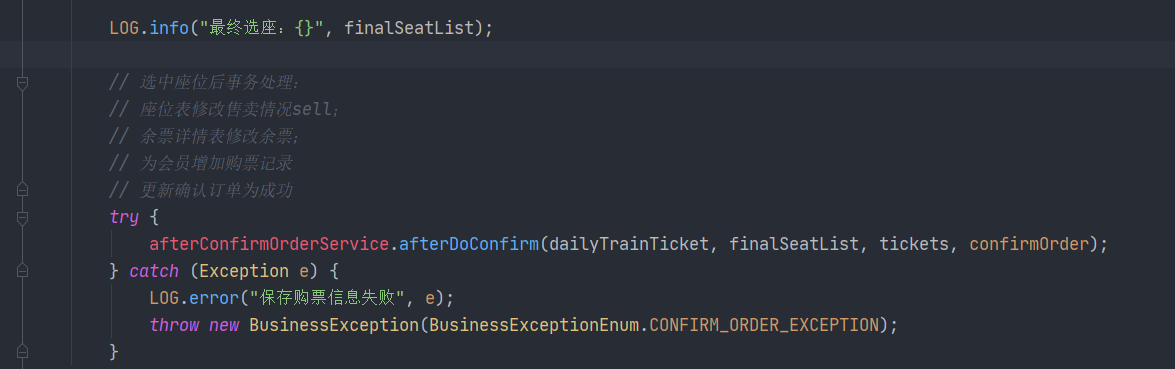 LOG.info("最终选座：{}", finalSeatList);
// 选中座位后事务处理：
// 座位表修改售卖情况sell；
// 余票详情表修改余票；
// 为会员增加购票记录
// 更新确认订单为成功
try {
afterConfirmOrderService.afterDoConfirm(dailyTrainTicket, finalSeatList, tickets, confirmOrder);
} catch (Exception e) {
LOG.error("保存购票信息失败", e);
throw new BusinessException(BusinessExceptionEnum.CONFIRM_ORDER_EXCEPTION);
}